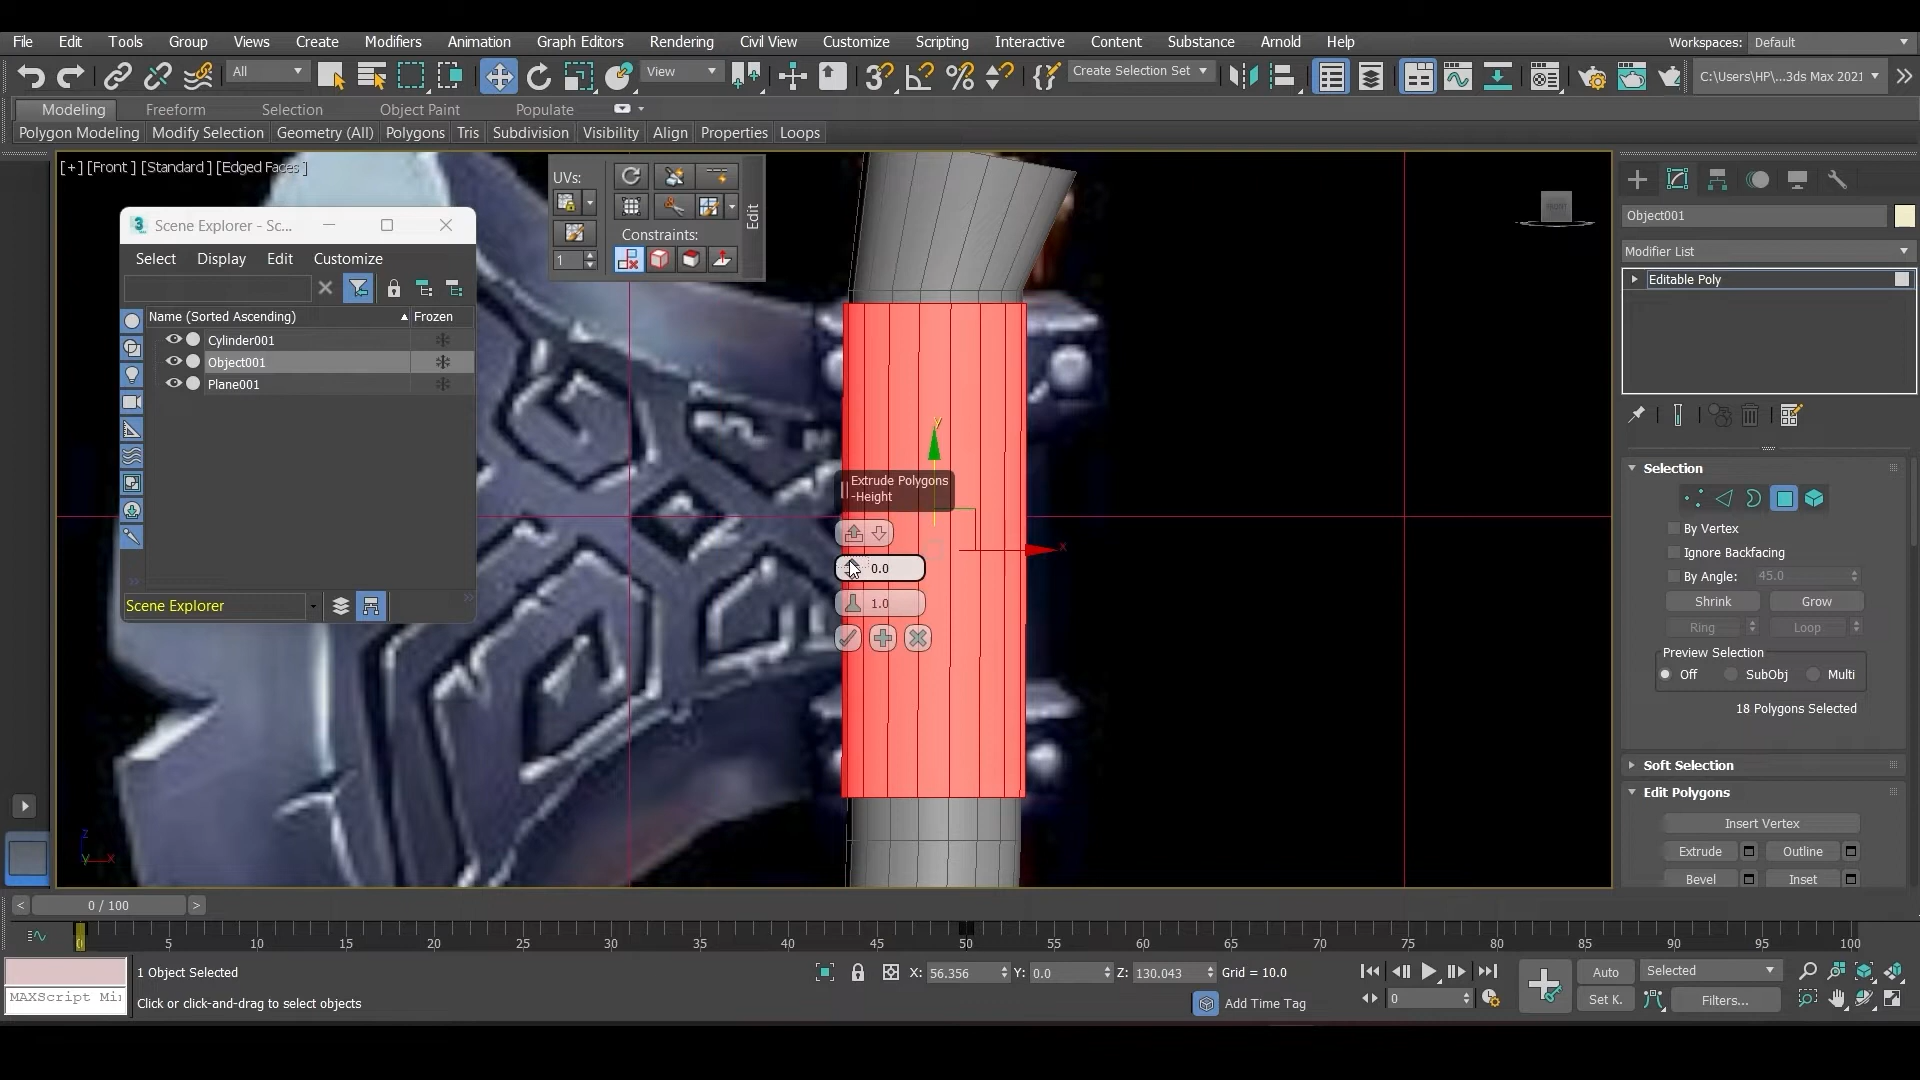 File Edit Tools Group Views Create Modifiers Animation Graph Editors Rendering Civil View Customize Scripting Interactive Content Substance Arnold Help Workspaces: Default
All View Create Selection Set C:\Users\HP\...3ds Max 2021
Modeling Freeform Selection Object Paint Populate
Polygon Modeling Modify Selection Geometry (All) Polygons Tris Subdivision Visibility Align Properties Loops
[+] [Front ] [Standard ] [Edged Faces ]
UVs:
Edit
Constraints:
1
FRONT
Scene Explorer - Sc...
Select Display Edit Customize
Name (Sorted Ascending) Frozen
Cylinder001
Object001
Plane001
Scene Explorer
Extrude Polygons
-Height
0.0
1.0
y
x
z
y x
Object001
Modifier List
Editable Poly
Selection
By Vertex
Ignore Backfacing
By Angle: 45.0
Shrink Grow
Ring Loop
Preview Selection
Off SubObj Multi
18 Polygons Selected
Soft Selection
Edit Polygons
Insert Vertex
Extrude Outline
Bevel Inset
< 0 / 100 >
0 5 10 15 20 25 30 35 40 45 50 55 60 65 70 75 80 85 90 95 100
1 Object Selected X: 56.356 Y: 0.0 Z: 130.043 Grid = 10.0 Auto Selected
MAXScript Mi Click or click-and-drag to select objects Add Time Tag 0 Set K. Filters...